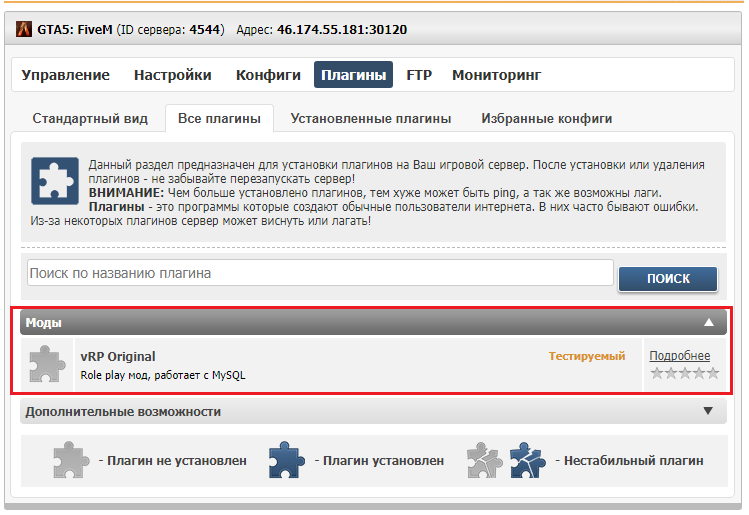 GTA5: FiveM (ID сервера: 4544) Адрес: 46.174.55.181:30120
Управление Настройки Конфиги Плагины FTP Мониторинг
Стандартный вид Все плагины Установленные плагины Избранные конфиги
Данный раздел предназначен для установки плагинов на Ваш игровой сервер. После установки или удаления
плагинов - не забывайте перезапускать сервер!
ВНИМАНИЕ: Чем больше установлено плагинов, тем хуже может быть ping, а так же возможны лаги.
Плагины - это программы которые создают обычные пользователи интернета. В них часто бывают ошибки.
Из-за некоторых плагинов сервер может виснуть или лагать!
Поиск по названию плагина ПОИСК
Моды
vRP Original Тестируемый Подробнее
Role play мод, работает с MySQL
Дополнительные возможности
- Плагин не установлен - Плагин установлен - Нестабильный плагин